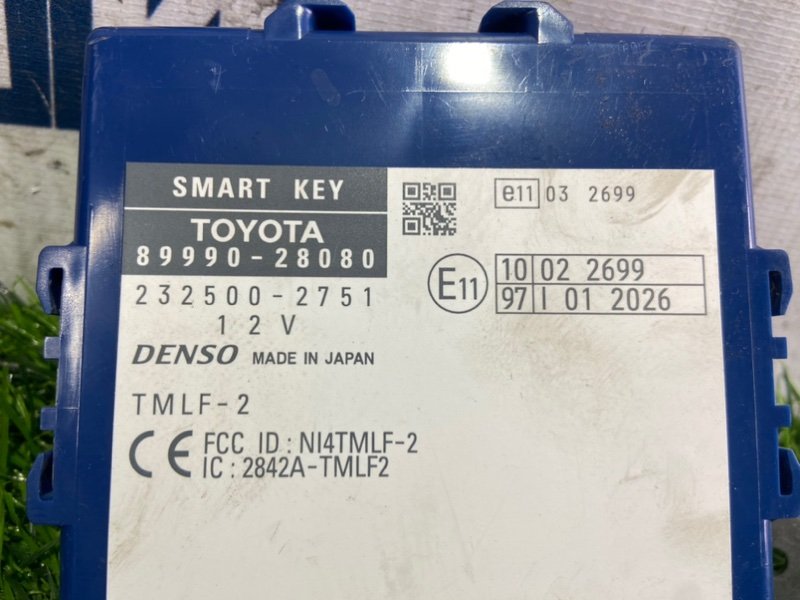 SMART KEY
TOYOTA
89990-28080
232500-2751
12V
DENSO MADE IN JAPAN
TMLF-2
CE FCC ID : NI4TMLF-2
IC : 2842A-TMLF2
e11 03 2699
E11
10 02 2699
97 I 01 2026